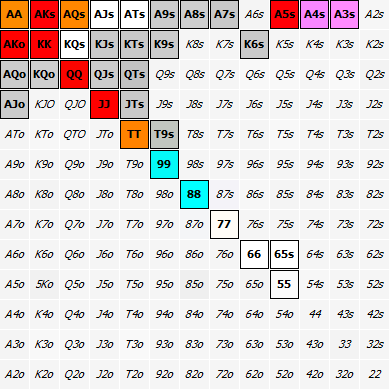 AA AKs AQs AJs ATs A9s A8s A7s A6s A5s A4s A3s A2s
AKo KK KQs KJs KTs K9s K8s K7s K6s K5s K4s K3s K2s
AQo KQo QQ QJs QTs Q9s Q8s Q7s Q6s Q5s Q4s Q3s Q2s
AJo KJO QJO JJ JTs J9s J8s J7s J6s J5s J4s J3s J2s
ATo KTo QTO JTo TT T9s T8s T7s T6s T5s T4s T3s T2s
A9o K9o Q9o J9o T9o 99 98s 97s 96s 95s 94s 93s 92s
A8o K8o Q8o J8o T8o 98o 88 87s 86s 85s 84s 83s 82s
A7o K7o Q7o J7o T7o 97o 87o 77 76s 75s 74s 73s 72s
A6o K6o Q6o J6o T6o 96o 86o 76o 66 65s 64s 63s 62s
A5o 5Ko Q5o J5o T5o 95o 85o 75o 65o 55 54s 53s 52s
A4o K4o Q4o J4o T4o 94o 84o 74o 64o 54o 44 43s 42s
A3o K3o Q3o J3o T3o 93o 83o 73o 63o 53o 43o 33 32s
A2o K2o Q2o J2o T2o 92o 82o 72o 62o 52o 42o 32o 22